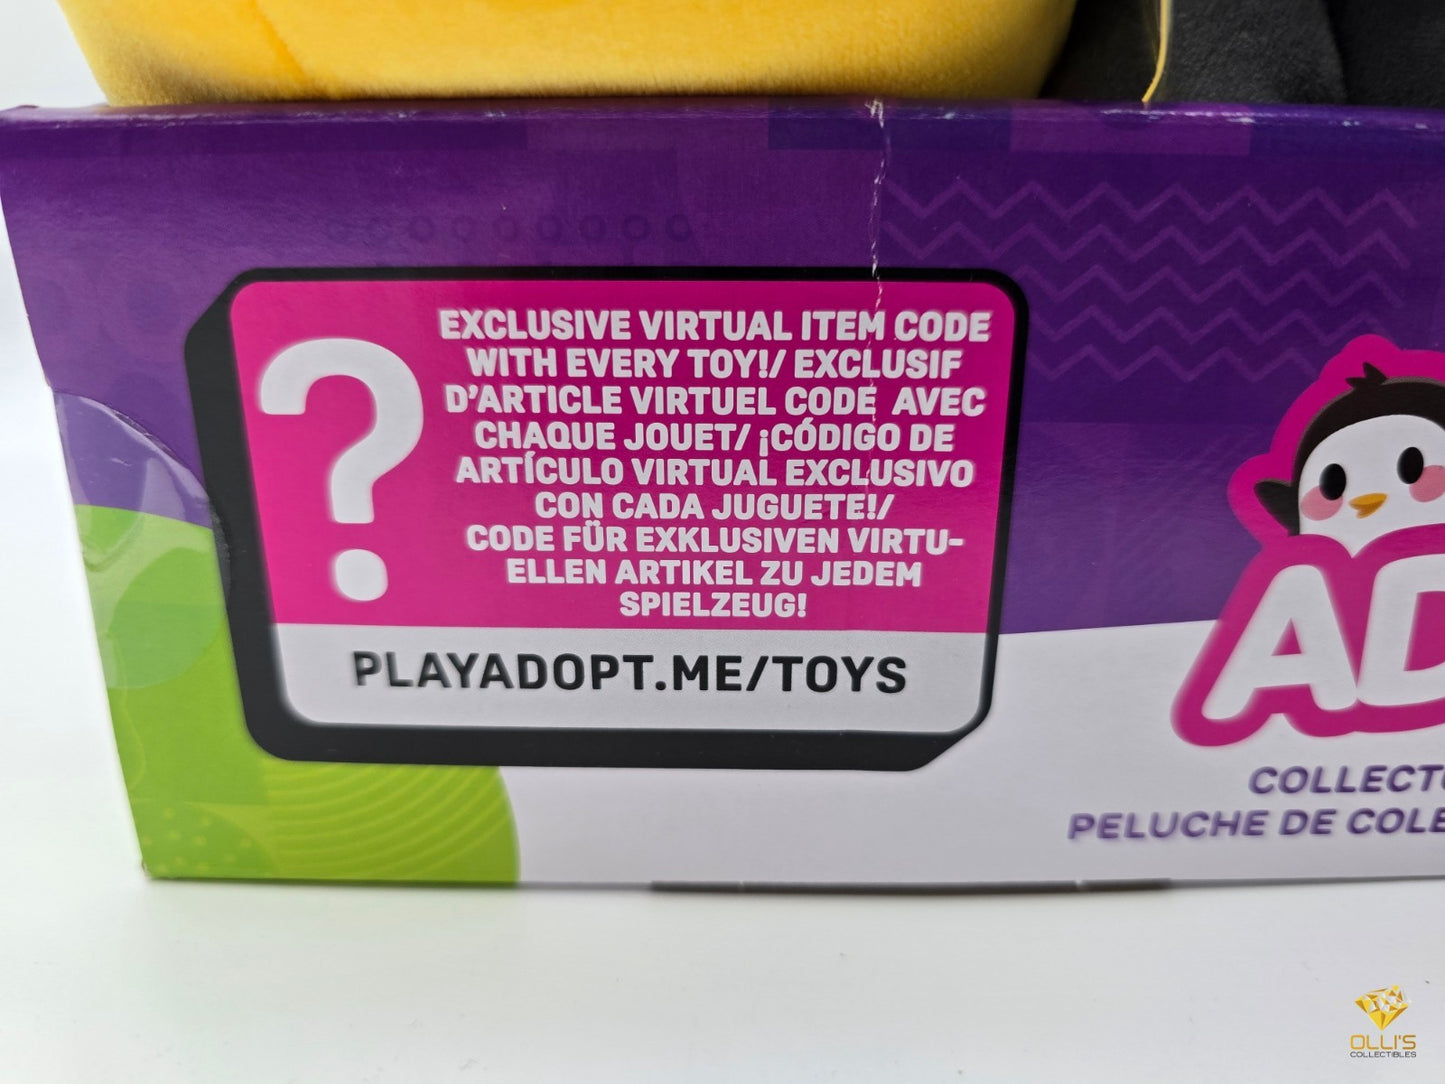 EXCLUSIVE VIRTUAL ITEM CODE
WITH EVERY TOY!/ EXCLUSIF
D'ARTICLE VIRTUEL CODE AVEC
CHAQUE JOUET/ ¡CÓDIGO DE
ARTÍCULO VIRTUAL EXCLUSIVO
CON CADA JUGUETE!/
CODE FÜR EXKLUSIVEN VIRTU-
ELLEN ARTIKEL ZU JEDEM
SPIELZEUG!
?
PLAYADOPT.ME/TOYS
AD
COLLECT
PELUCHE DE COLE
OLLI'S
COLLECTIBLES